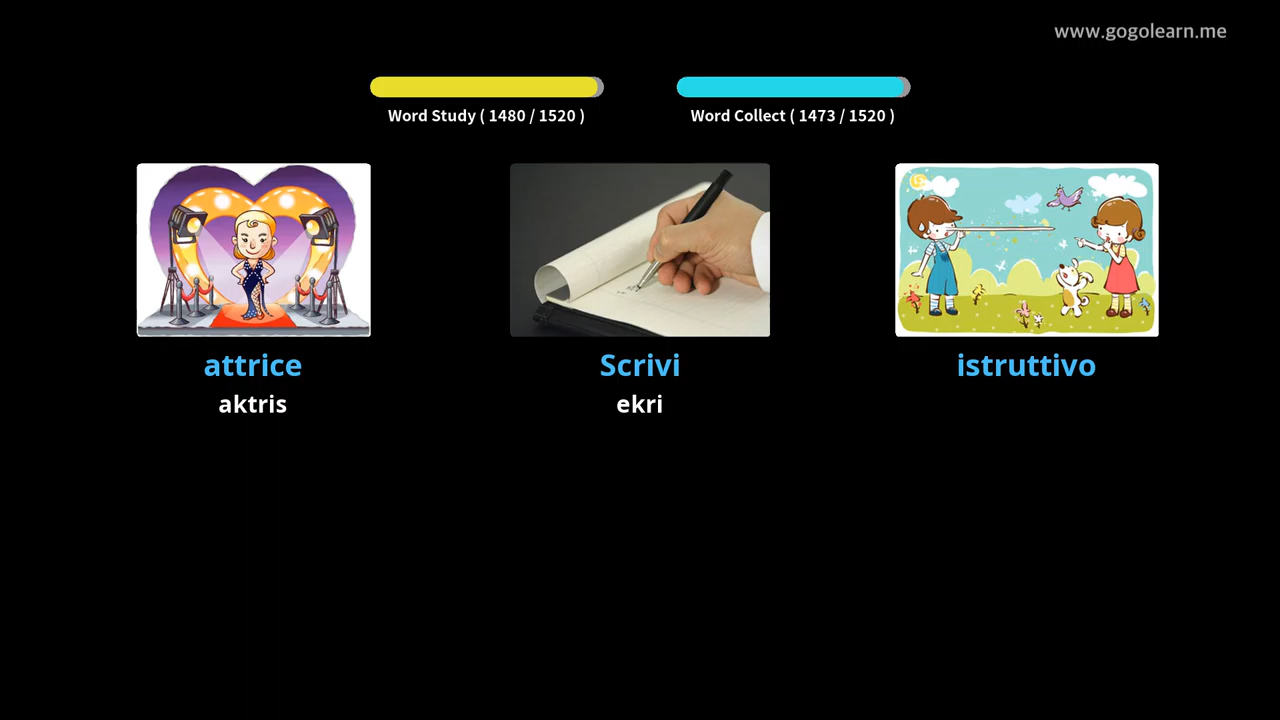 www.gogolearn.me
Word Study ( 1480 / 1520 )
Word Collect ( 1473 / 1520 )
attrice
Scrivi
istruttivo
aktris
ekri